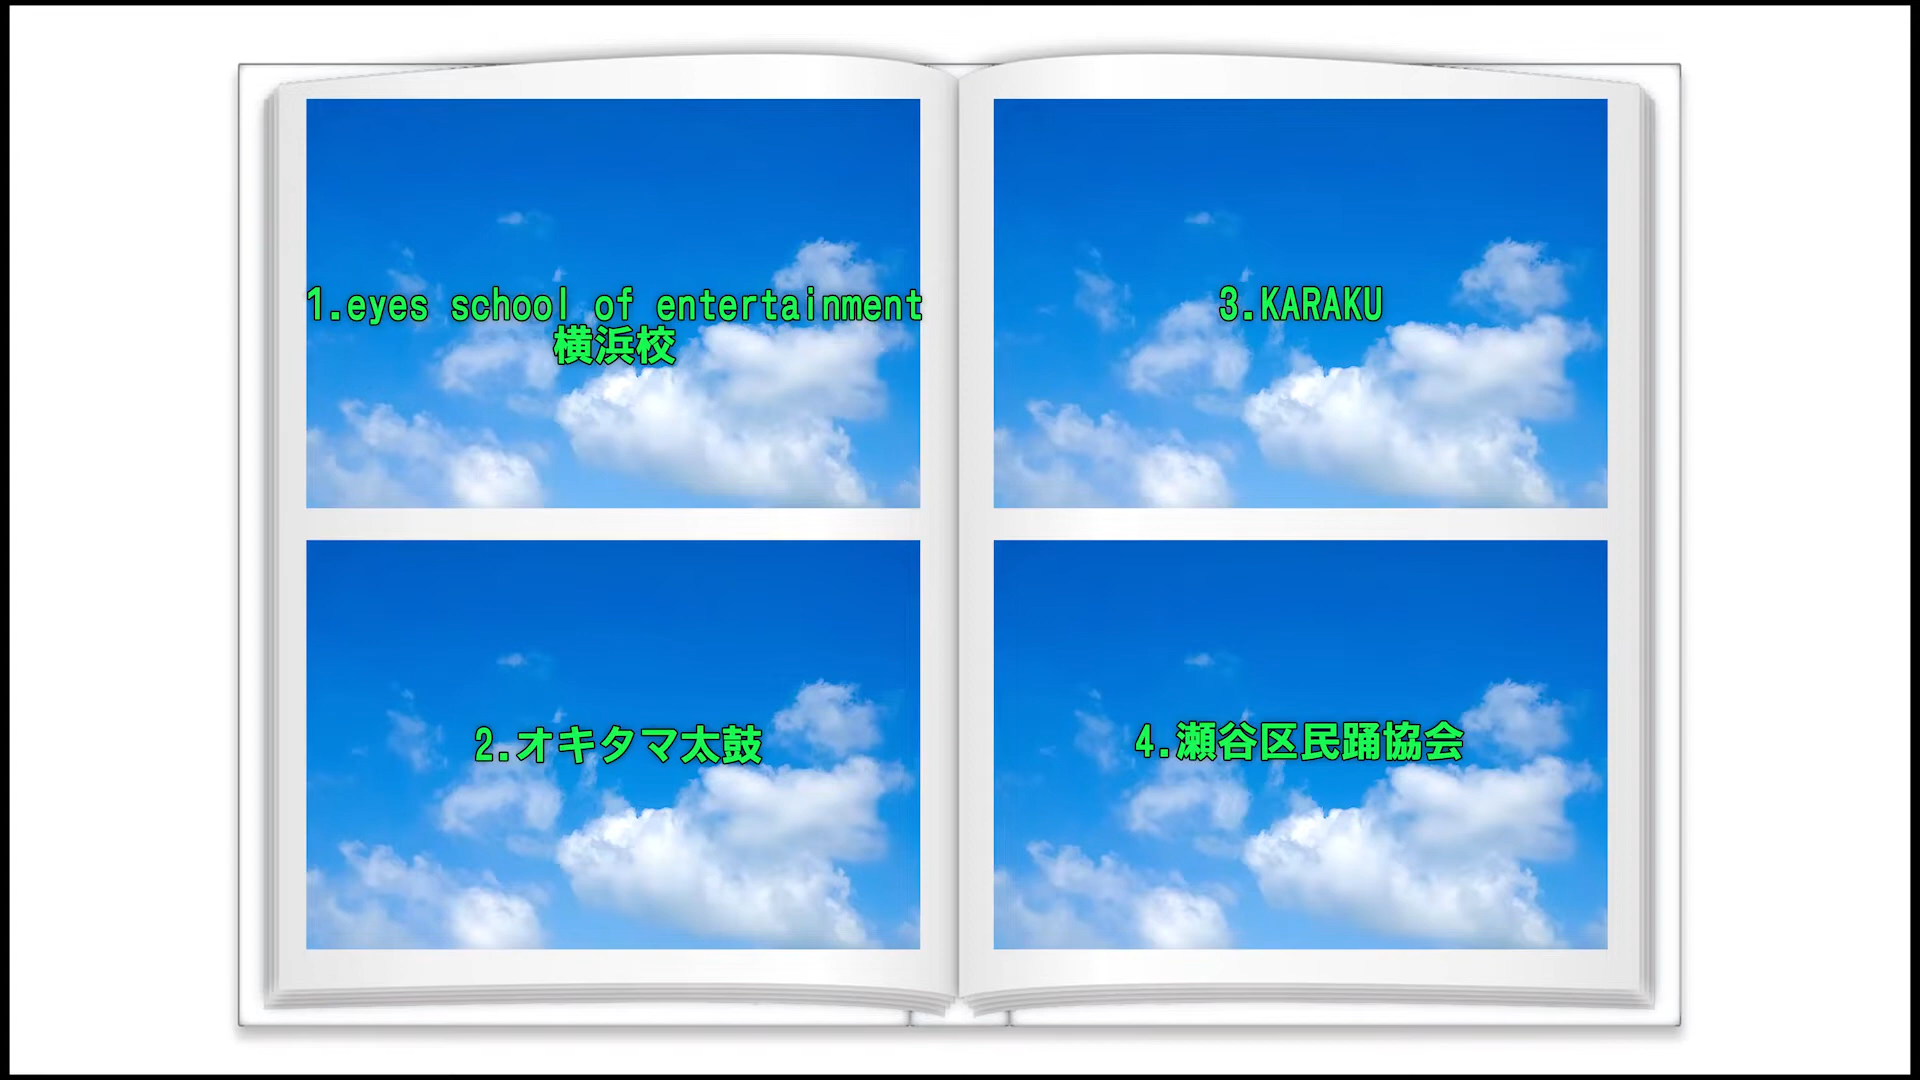 1.eyes school of entertainment
横浜校
2.オキタマ太鼓
3.KARAKU
4.瀬谷区民踊協会